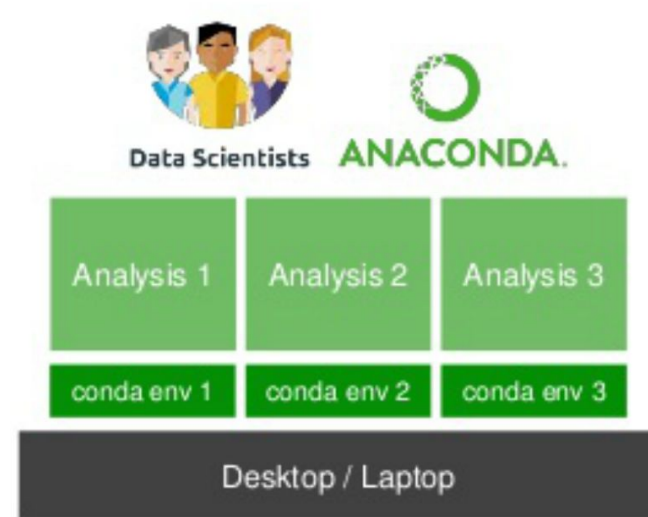 Data Scientists
ANACONDA.
Analysis 1
Analysis 2
Analysis 3
conda env 1
conda env 2
conda env 3
Desktop / Laptop